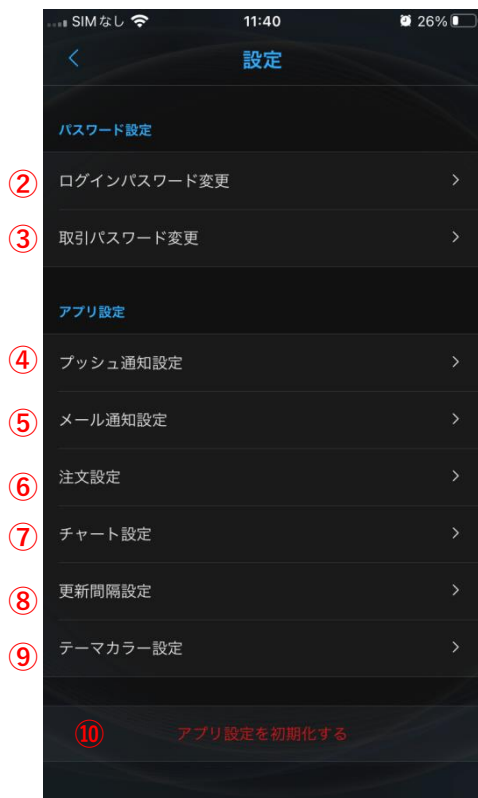 SIMなし 11:40 26%
設定
パスワード設定
② ログインパスワード変更
③ 取引パスワード変更
アプリ設定
④ プッシュ通知設定
⑤ メール通知設定
⑥ 注文設定
⑦ チャート設定
⑧ 更新間隔設定
⑨ テーマカラー設定
⑩ アプリ設定を初期化する